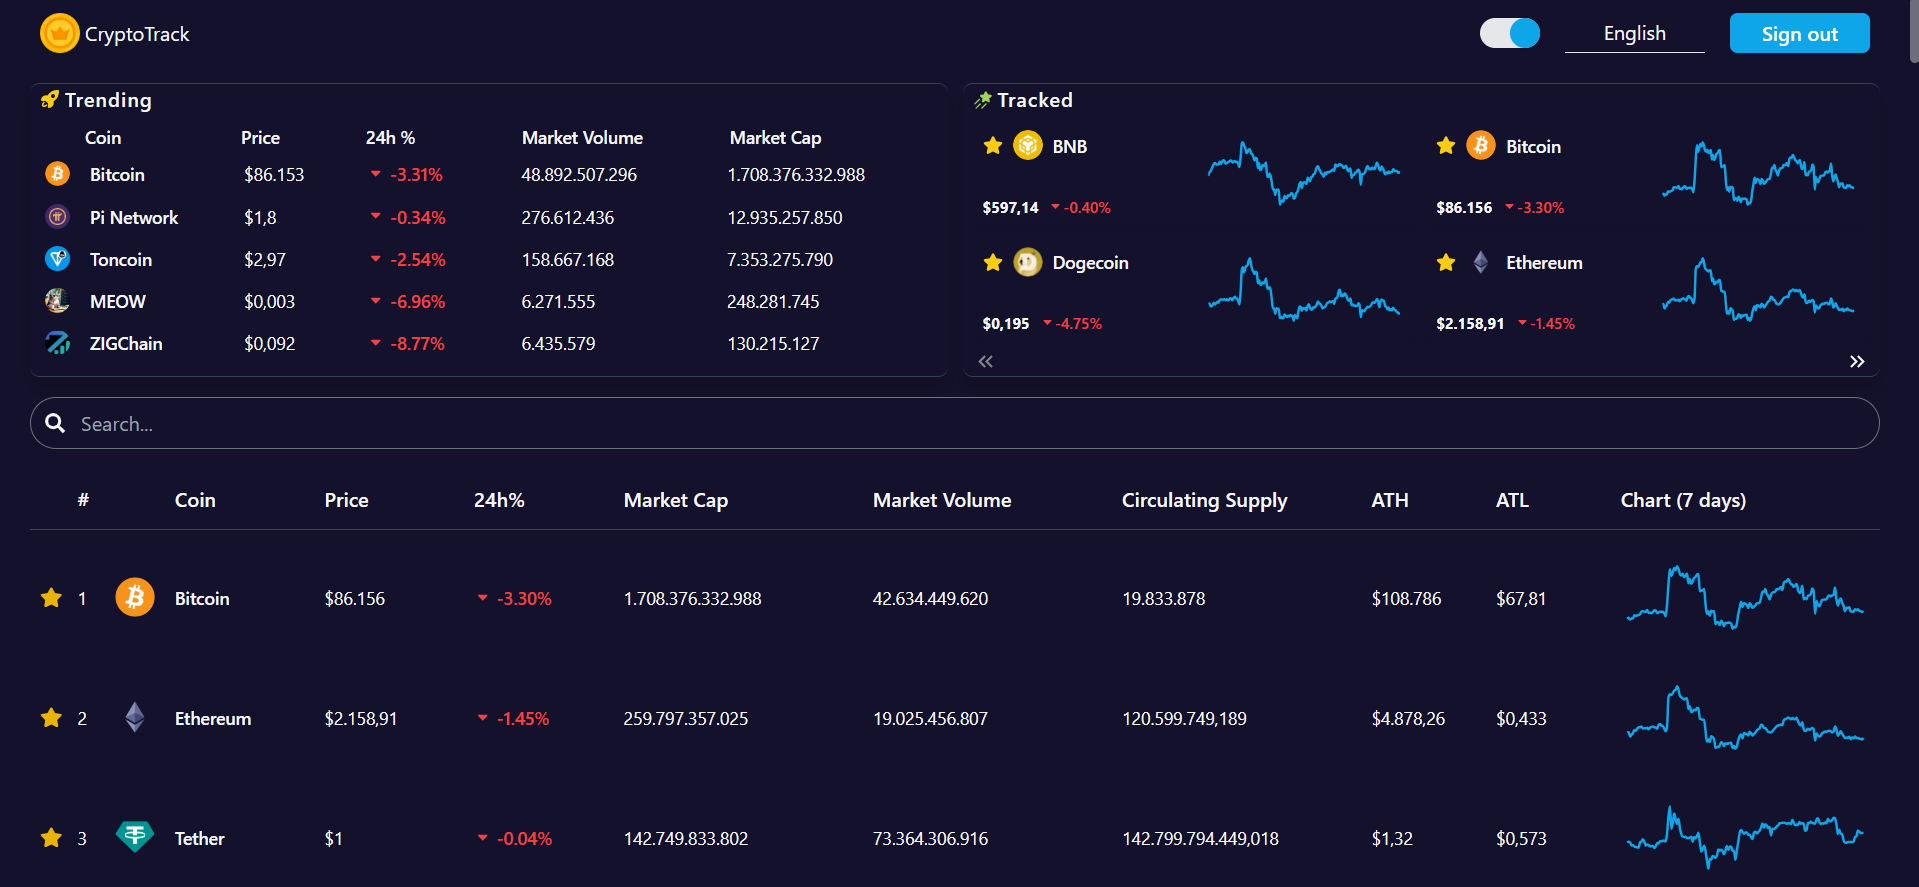 CryptoTrack
English
Sign out
Trending
Coin Price 24h % Market Volume Market Cap
Bitcoin $86.153 -3.31% 48.892.507.296 1.708.376.332.988
Pi Network $1,8 -0.34% 276.612.436 12.935.257.850
Toncoin $2,97 -2.54% 158.667.168 7.353.275.790
MEOW $0,003 -6.96% 6.271.555 248.281.745
ZIGChain $0,092 -8.77% 6.435.579 130.215.127
Tracked
BNB
$597,14 -0.40%
Bitcoin
$86.156 -3.30%
Dogecoin
$0,195 -4.75%
Ethereum
$2.158,91 -1.45%
Search...
# Coin Price 24h% Market Cap Market Volume Circulating Supply ATH ATL Chart (7 days)
1 Bitcoin $86.156 -3.30% 1.708.376.332.988 42.634.449.620 19.833.878 $108.786 $67,81
2 Ethereum $2.158,91 -1.45% 259.797.357.025 19.025.456.807 120.599.749,189 $4.878,26 $0,433
3 Tether $1 -0.04% 142.749.833.802 73.364.306.916 142.799.794.449,018 $1,32 $0,573